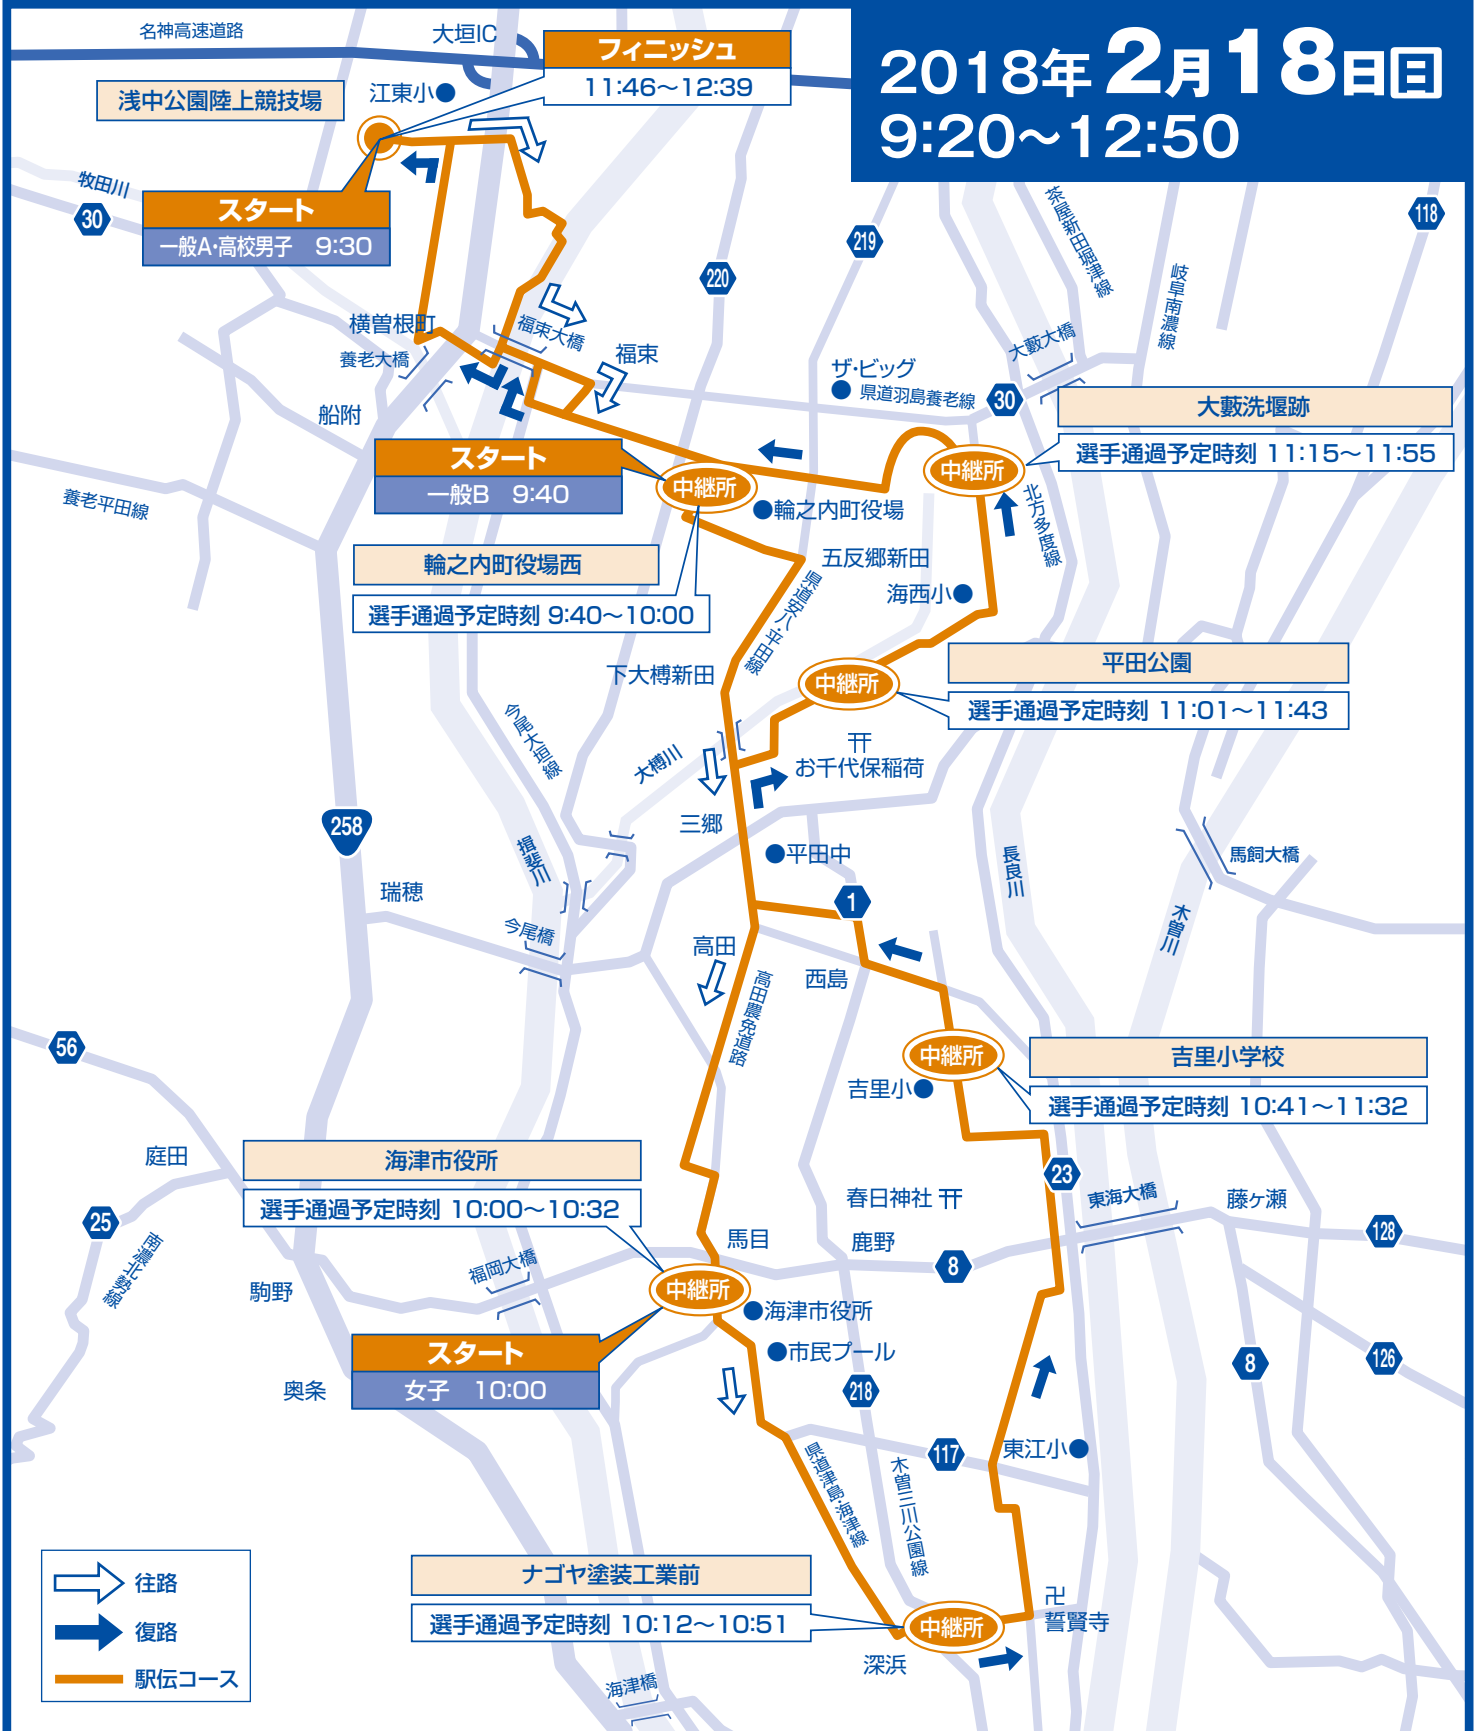 2018年2月18日日
9:20〜12:50
名神高速道路
大垣IC
フィニッシュ
11:46〜12:39
浅中公園陸上競技場
江東小
牧田川
30
スタート
一般A・高校男子 9:30
茶屋新田堀津線
118
219
220
岐阜南濃線
横曽根町
福束大橋
養老大橋
福束
大藪大橋
ザ・ビッグ
県道羽島養老線
30
船附
大藪洗堰跡
選手通過予定時刻 11:15〜11:55
スタート
一般B 9:40
中継所
中継所
養老平田線
輪之内町役場
北方多度線
輪之内町役場西
選手通過予定時刻 9:40〜10:00
五反郷新田
県道安八・平田線
海西小
下大榑新田
中継所
平田公園
選手通過予定時刻 11:01〜11:43
今尾大垣線
大榑川
お千代保稲荷
三郷
258
揖斐川
平田中
長良川
馬飼大橋
瑞穂
1
木曽川
今尾橋
高田
西島
高田農免道路
56
中継所
吉里小学校
選手通過予定時刻 10:41〜11:32
吉里小
庭田
海津市役所
選手通過予定時刻 10:00〜10:32
23
春日神社
東海大橋
藤ヶ瀬
25
南濃北勢線
馬目
鹿野
128
福岡大橋
8
駒野
中継所
海津市役所
スタート
女子 10:00
市民プール
奥条
218
8
126
県道津島・海津線
117
東江小
木曽三川公園線
ナゴヤ塗装工業前
選手通過予定時刻 10:12〜10:51
中継所
卍
誓賢寺
深浜
海津橋
往路
復路
駅伝コース